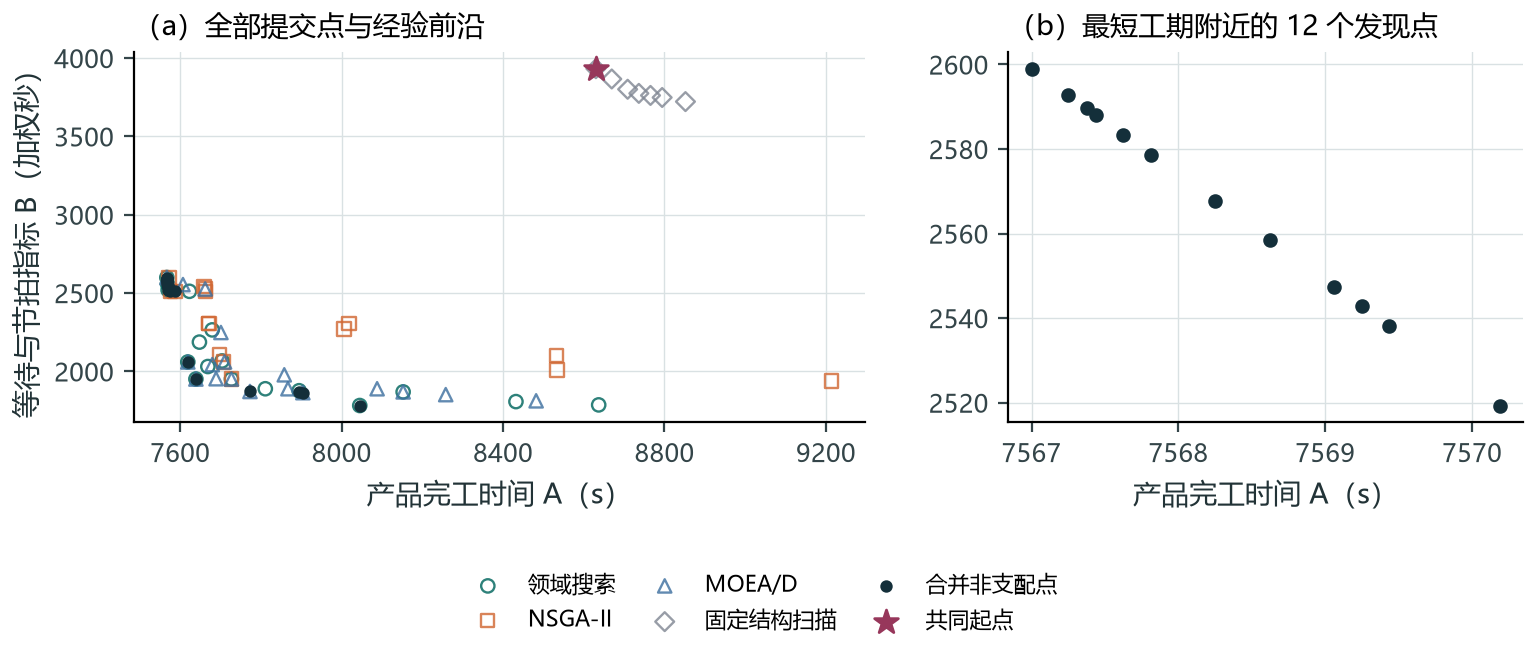 （a）全部提交点与经验前沿
等待与节拍指标 B（加权秒）
4000
3500
3000
2500
2000
7600
8000
8400
8800
9200
产品完工时间 A（s）
（b）最短工期附近的 12 个发现点
2600
2580
2560
2540
2520
7567
7568
7569
7570
产品完工时间 A（s）
领域搜索
MOEA/D
合并非支配点
NSGA-II
固定结构扫描
共同起点